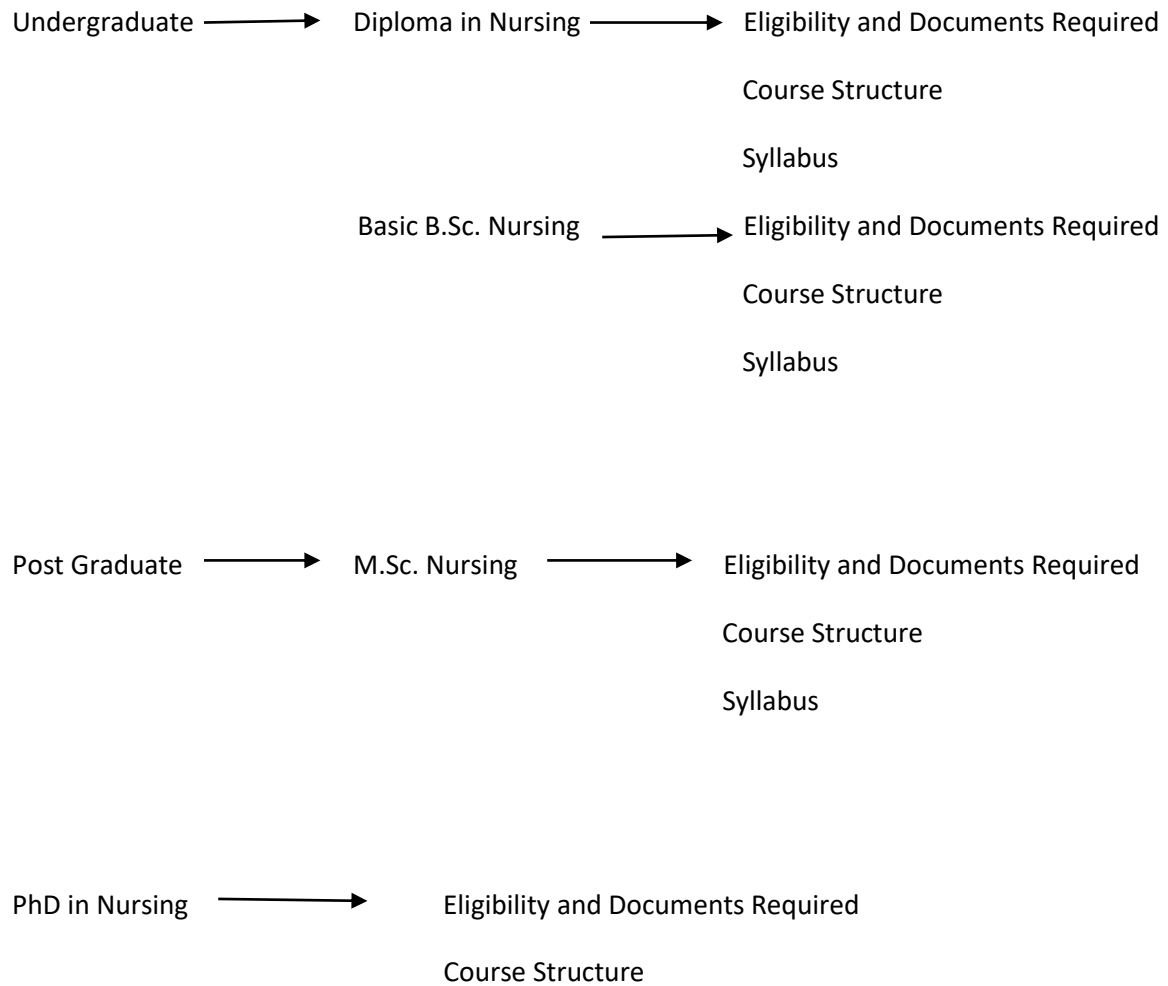 Undergraduate Diploma in Nursing Eligibility and Documents Required
Course Structure
Syllabus
Basic B.Sc. Nursing Eligibility and Documents Required
Course Structure
Syllabus
Post Graduate M.Sc. Nursing Eligibility and Documents Required
Course Structure
Syllabus
PhD in Nursing Eligibility and Documents Required
Course Structure